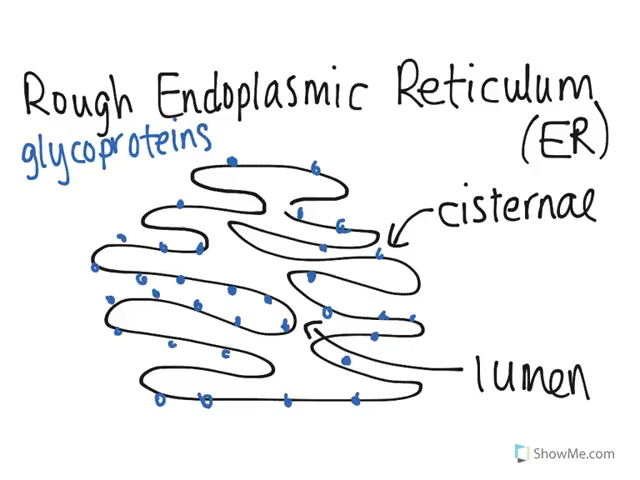 Rough Endoplasmic Reticulum
(ER)
glycoproteins
cisternae
lumen
ShowMe.com